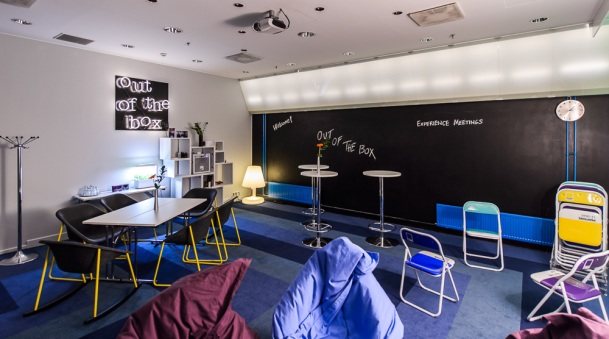 out
of the
box
Welcome!
OUT OF THE BOX
EXPERIENCE MEETINGS